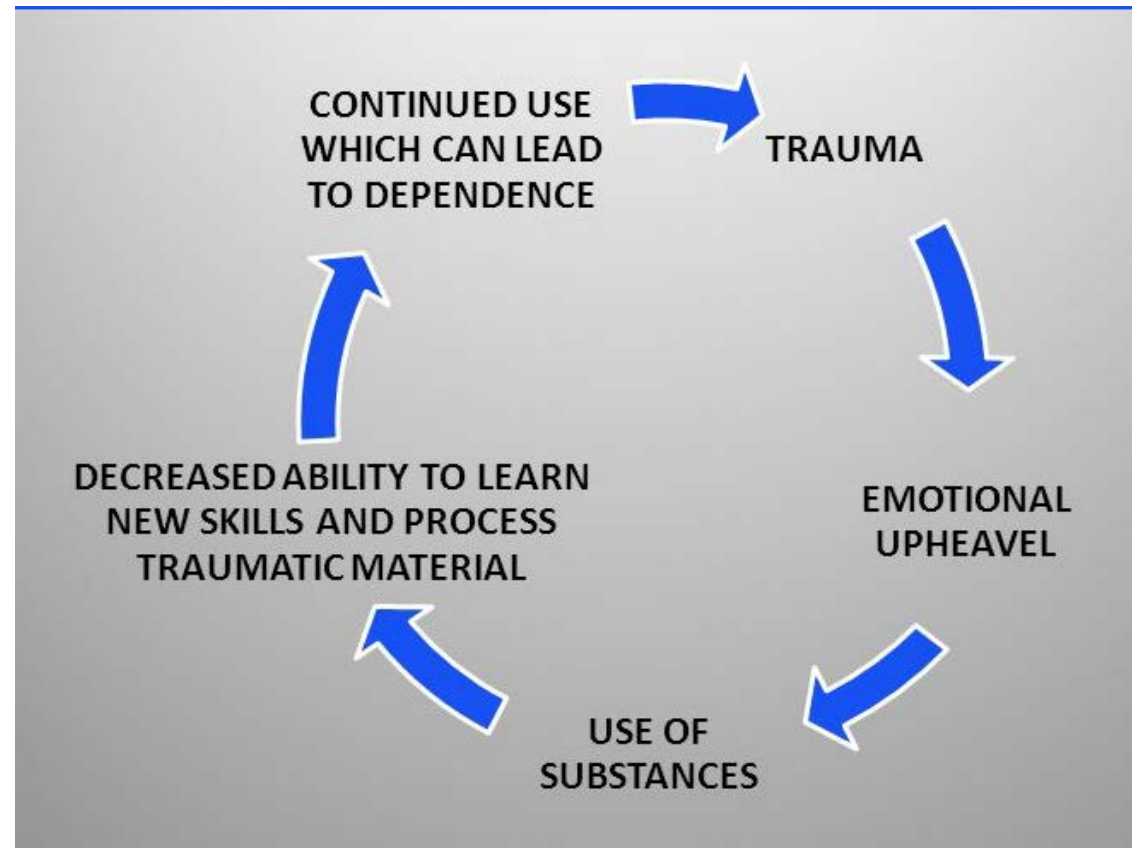 CONTINUED USE
WHICH CAN LEAD
TO DEPENDENCE
TRAUMA
EMOTIONAL
UPHEAVEL
USE OF
SUBSTANCES
DECREASED ABILITY TO LEARN
NEW SKILLS AND PROCESS
TRAUMATIC MATERIAL